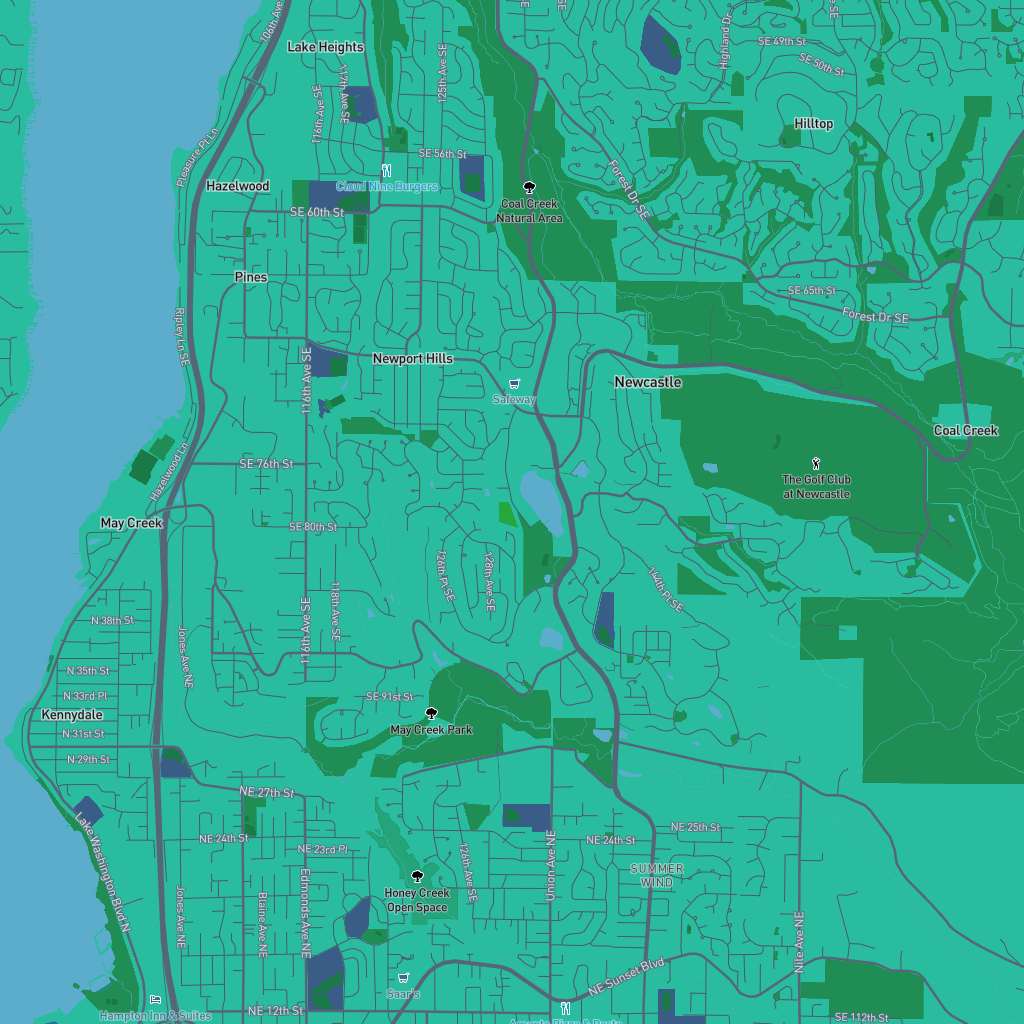 106th Ave
SE
SE
SE
Lake Heights
SE 49th St
Highland Dr
SE 50th St
117th Ave SE
125th Ave SE
116th Ave SE
Hilltop
Pleasure Pt Ln
SE 56th St
Cloud Nine Burgers
Hazelwood
Forest Dr SE
Coal Creek
Natural Area
SE 60th St
Pines
SE 65th St
Forest Dr SE
Ripley Ln SE
Newport Hills
116th Ave SE
Newcastle
Safeway
Coal Creek
Hazelwood Ln
SE 76th St
The Golf Club
at Newcastle
May Creek
SE 80th St
126th Pl SE
128th Ave SE
144th Pl SE
118th Ave SE
116th Ave SE
N 38th St
Jones Ave NE
N 35th St
N 33rd Pl
SE 91st St
Kennydale
May Creek Park
N 31st St
N 29th St
NE 27th St
Lake Washington Blvd N
NE 24th St
NE 23rd Pl
NE 24th St
NE 25th St
126th Ave SE
Union Ave NE
SUMMER
WIND
Honey Creek
Open Space
Jones Ave NE
Blaine Ave NE
Edmonds Ave NE
Nile Ave NE
NE Sunset Blvd
Saar's
Hampton Inn & Suites
NE 12th St
SE 112th St